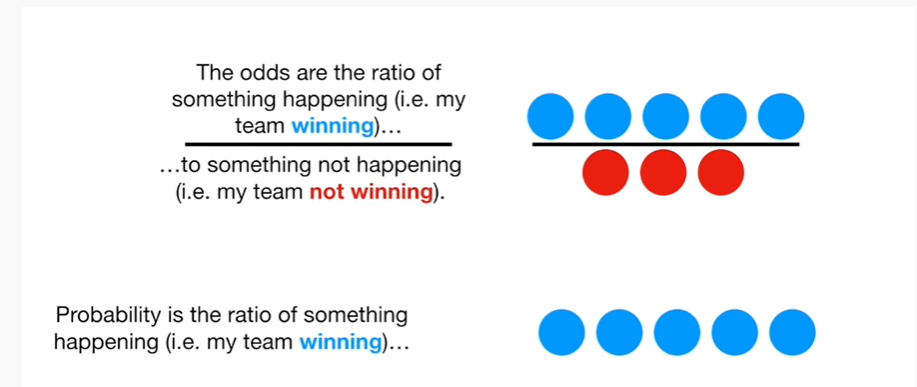 The odds are the ratio of
something happening (i.e. my
team winning)…
…to something not happening
(i.e. my team not winning).
Probability is the ratio of something
happening (i.e. my team winning)…